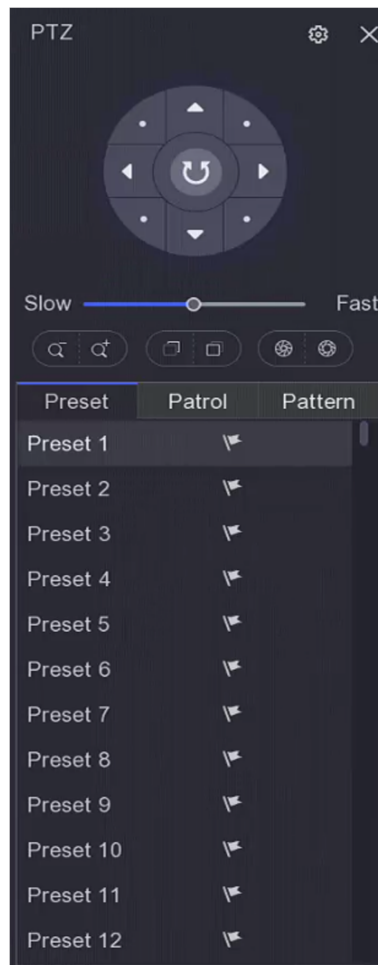 PTZ
Slow Fast
Preset Patrol Pattern
Preset 1
Preset 2
Preset 3
Preset 4
Preset 5
Preset 6
Preset 7
Preset 8
Preset 9
Preset 10
Preset 11
Preset 12